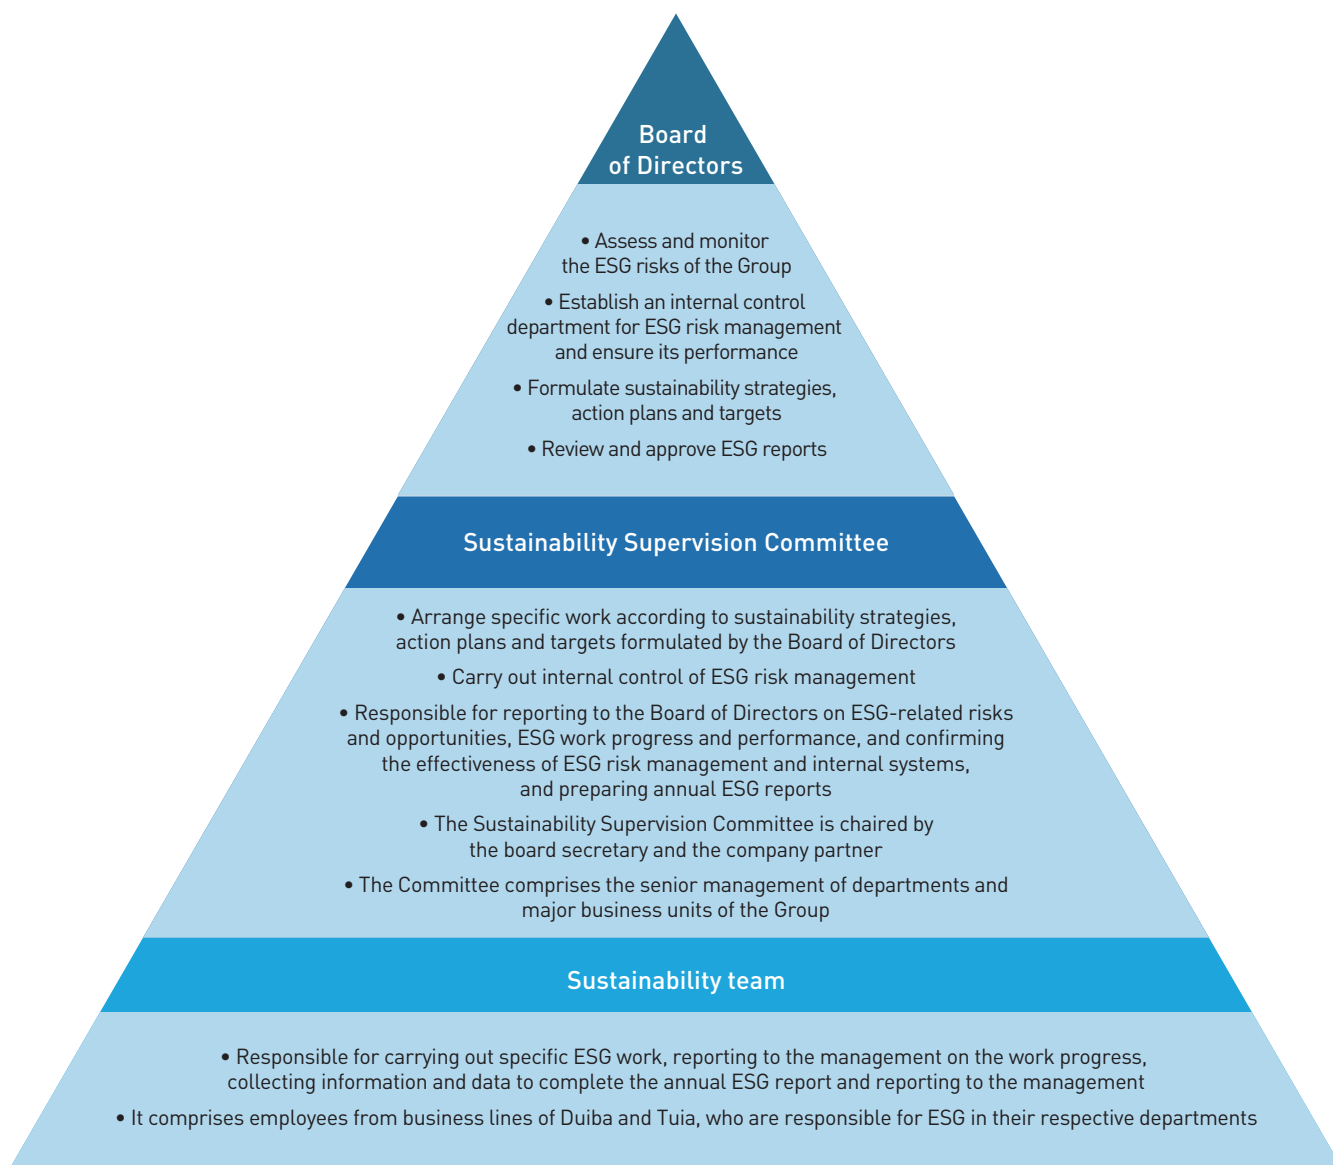 Board
of Directors
• Assess and monitor
the ESG risks of the Group
• Establish an internal control
department for ESG risk management
and ensure its performance
• Formulate sustainability strategies,
action plans and targets
• Review and approve ESG reports
Sustainability Supervision Committee
• Arrange specific work according to sustainability strategies,
action plans and targets formulated by the Board of Directors
• Carry out internal control of ESG risk management
• Responsible for reporting to the Board of Directors on ESG-related risks
and opportunities, ESG work progress and performance, and confirming
the effectiveness of ESG risk management and internal systems,
and preparing annual ESG reports
• The Sustainability Supervision Committee is chaired by
the board secretary and the company partner
• The Committee comprises the senior management of departments and
major business units of the Group
Sustainability team
• Responsible for carrying out specific ESG work, reporting to the management on the work progress,
collecting information and data to complete the annual ESG report and reporting to the management
• It comprises employees from business lines of Duiba and Tuia, who are responsible for ESG in their respective departments